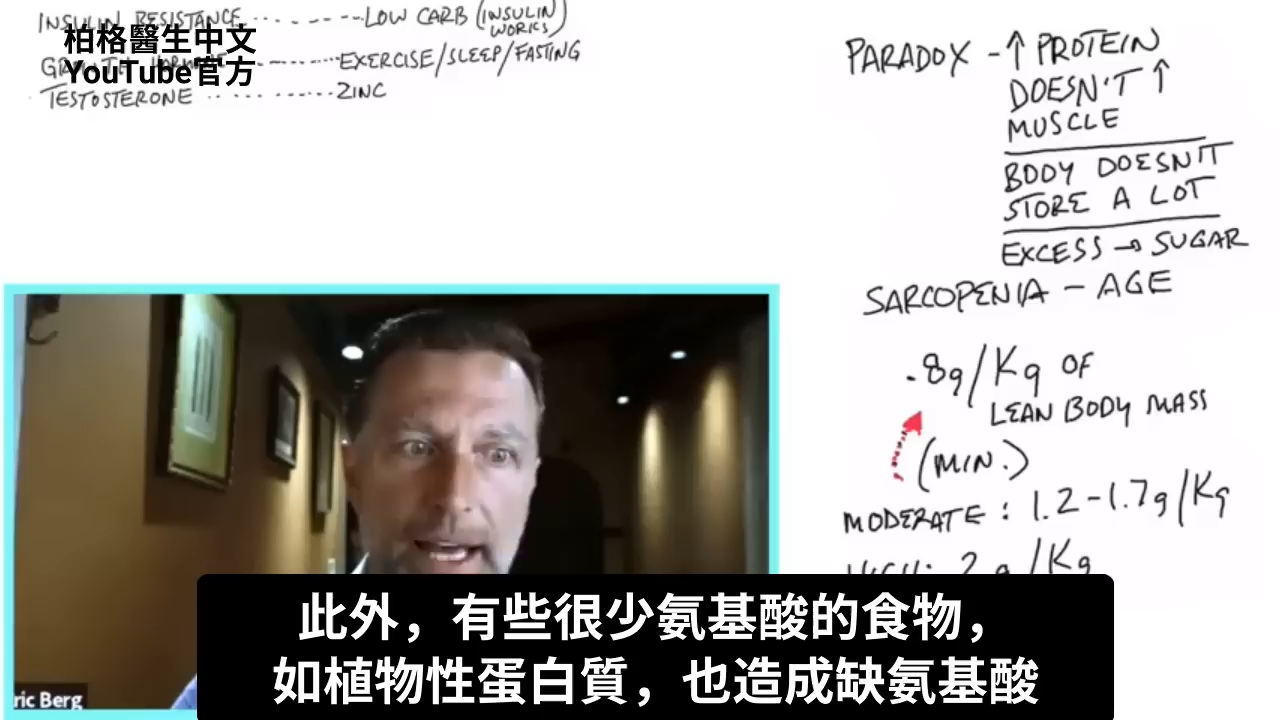 INSULIN RESISTANCE ------- LOW CARB (INSULIN WORKS)
柏格醫生中文
YouTube官方
EXERCISE/SLEEP/FASTING
TESTOSTERONE ------- ZINC
PARADOX - ↑ PROTEIN
DOESN'T ↑
MUSCLE
BODY DOESN'T
STORE A LOT
EXCESS → SUGAR
SARCOPENIA - AGE
.8g/Kg OF
LEAN BODY MASS
(MIN.)
MODERATE: 1.2-1.7g/Kg
2 g/Kg
ric Berg
此外，有些很少氨基酸的食物，
如植物性蛋白質，也造成缺氨基酸